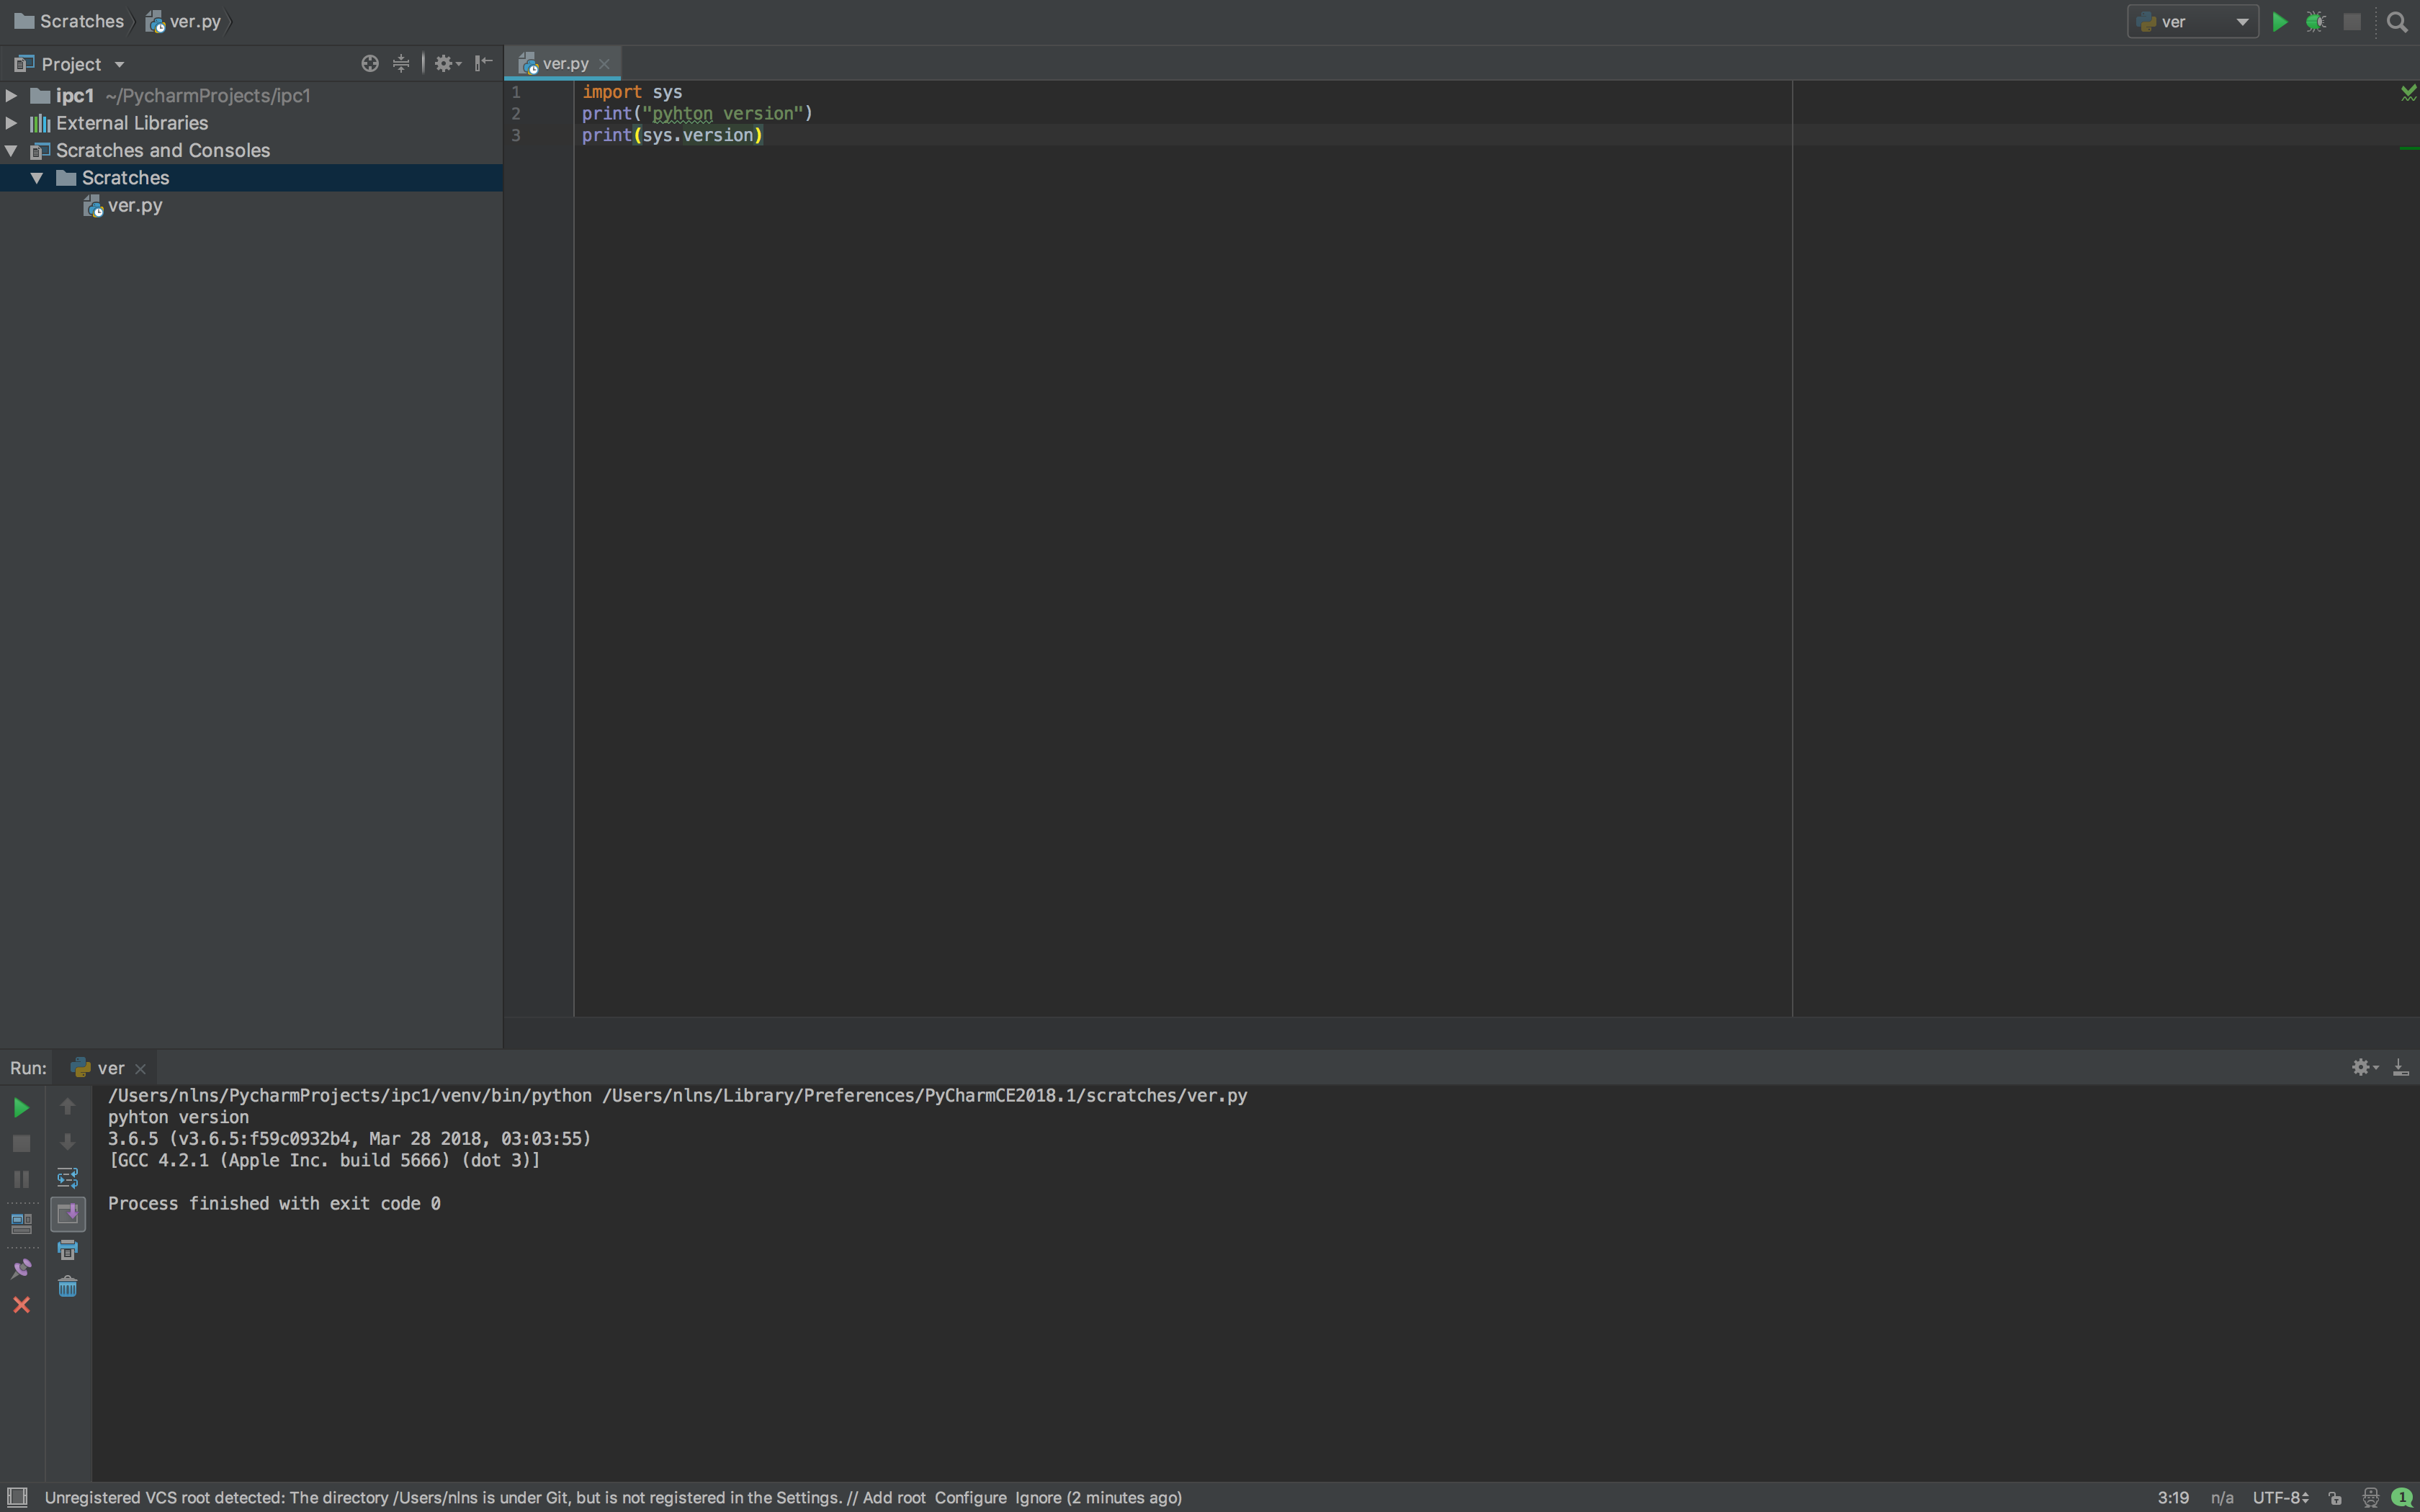 Scratches ver.py
ver
Project
ver.py
ipc1 ~/PycharmProjects/ipc1
External Libraries
Scratches and Consoles
Scratches
ver.py
1 import sys
2 print("pyhton version")
3 print(sys.version)
Run: ver
/Users/nlns/PycharmProjects/ipc1/venv/bin/python /Users/nlns/Library/Preferences/PyCharmCE2018.1/scratches/ver.py
pyhton version
3.6.5 (v3.6.5:f59c0932b4, Mar 28 2018, 03:03:55)
[GCC 4.2.1 (Apple Inc. build 5666) (dot 3)]
Process finished with exit code 0
Unregistered VCS root detected: The directory /Users/nlns is under Git, but is not registered in the Settings. // Add root Configure Ignore (2 minutes ago)
3:19 n/a UTF-8 1